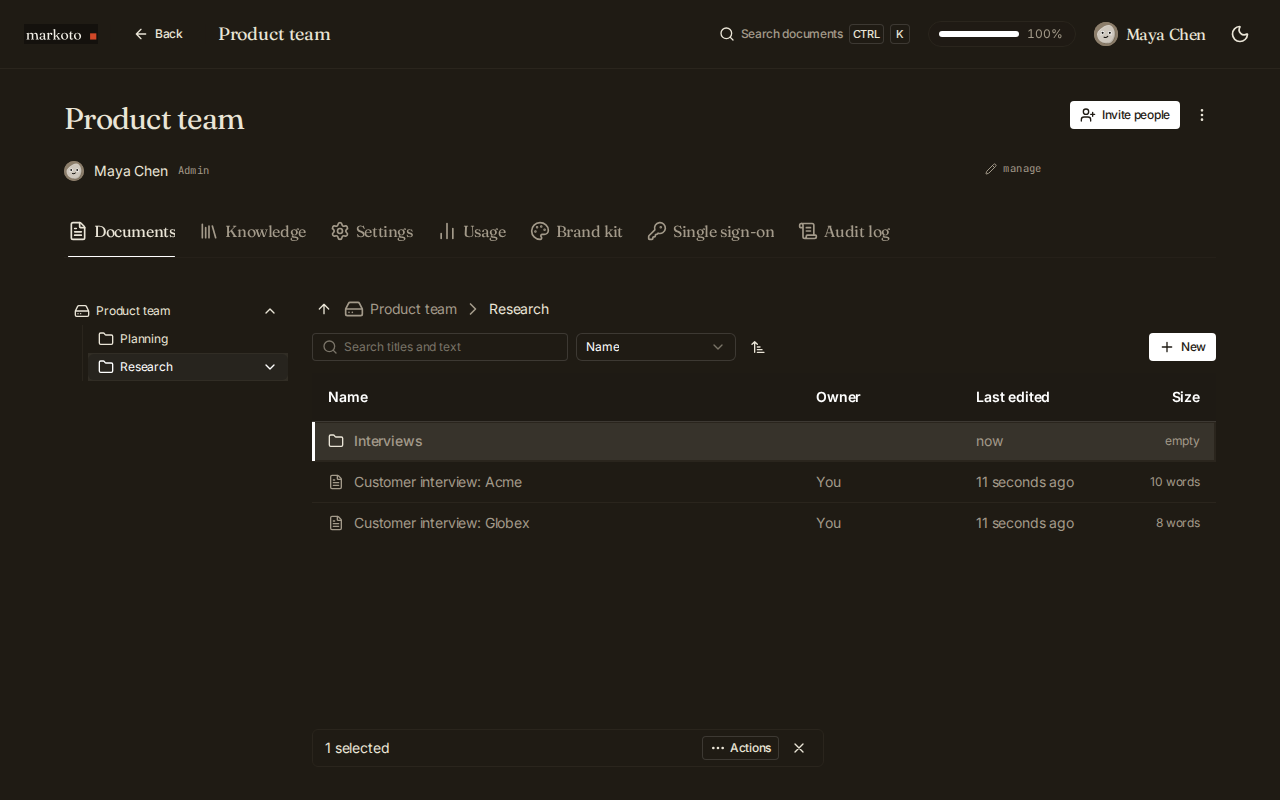 markoto
Back
Product team
Search documents CTRL K
100%
Maya Chen
Product team
Invite people
Maya Chen Admin
manage
Documents Knowledge Settings Usage Brand kit Single sign-on Audit log
Product team
Planning
Research
Product team Research
Search titles and text
Name
New
Name Owner Last edited Size
Interviews now empty
Customer interview: Acme You 11 seconds ago 10 words
Customer interview: Globex You 11 seconds ago 8 words
1 selected
Actions